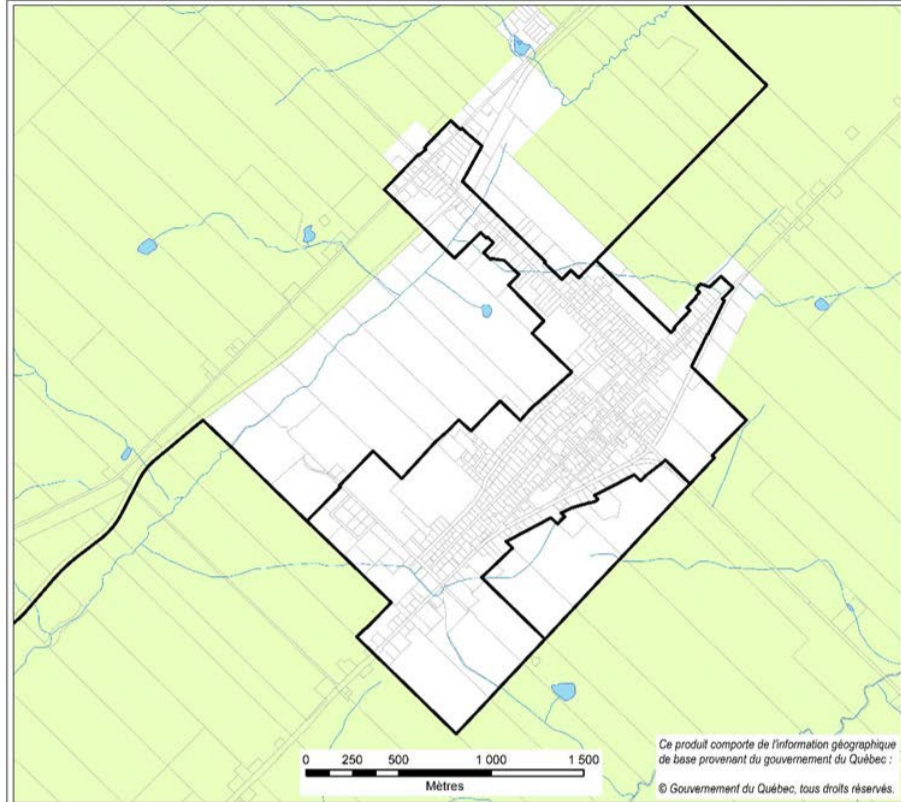 0 250 500 1 000 1 500
Mètres
Ce produit comporte de l'information géographique
de base provenant du gouvernement du Québec :
© Gouvernement du Québec, tous droits réservés.